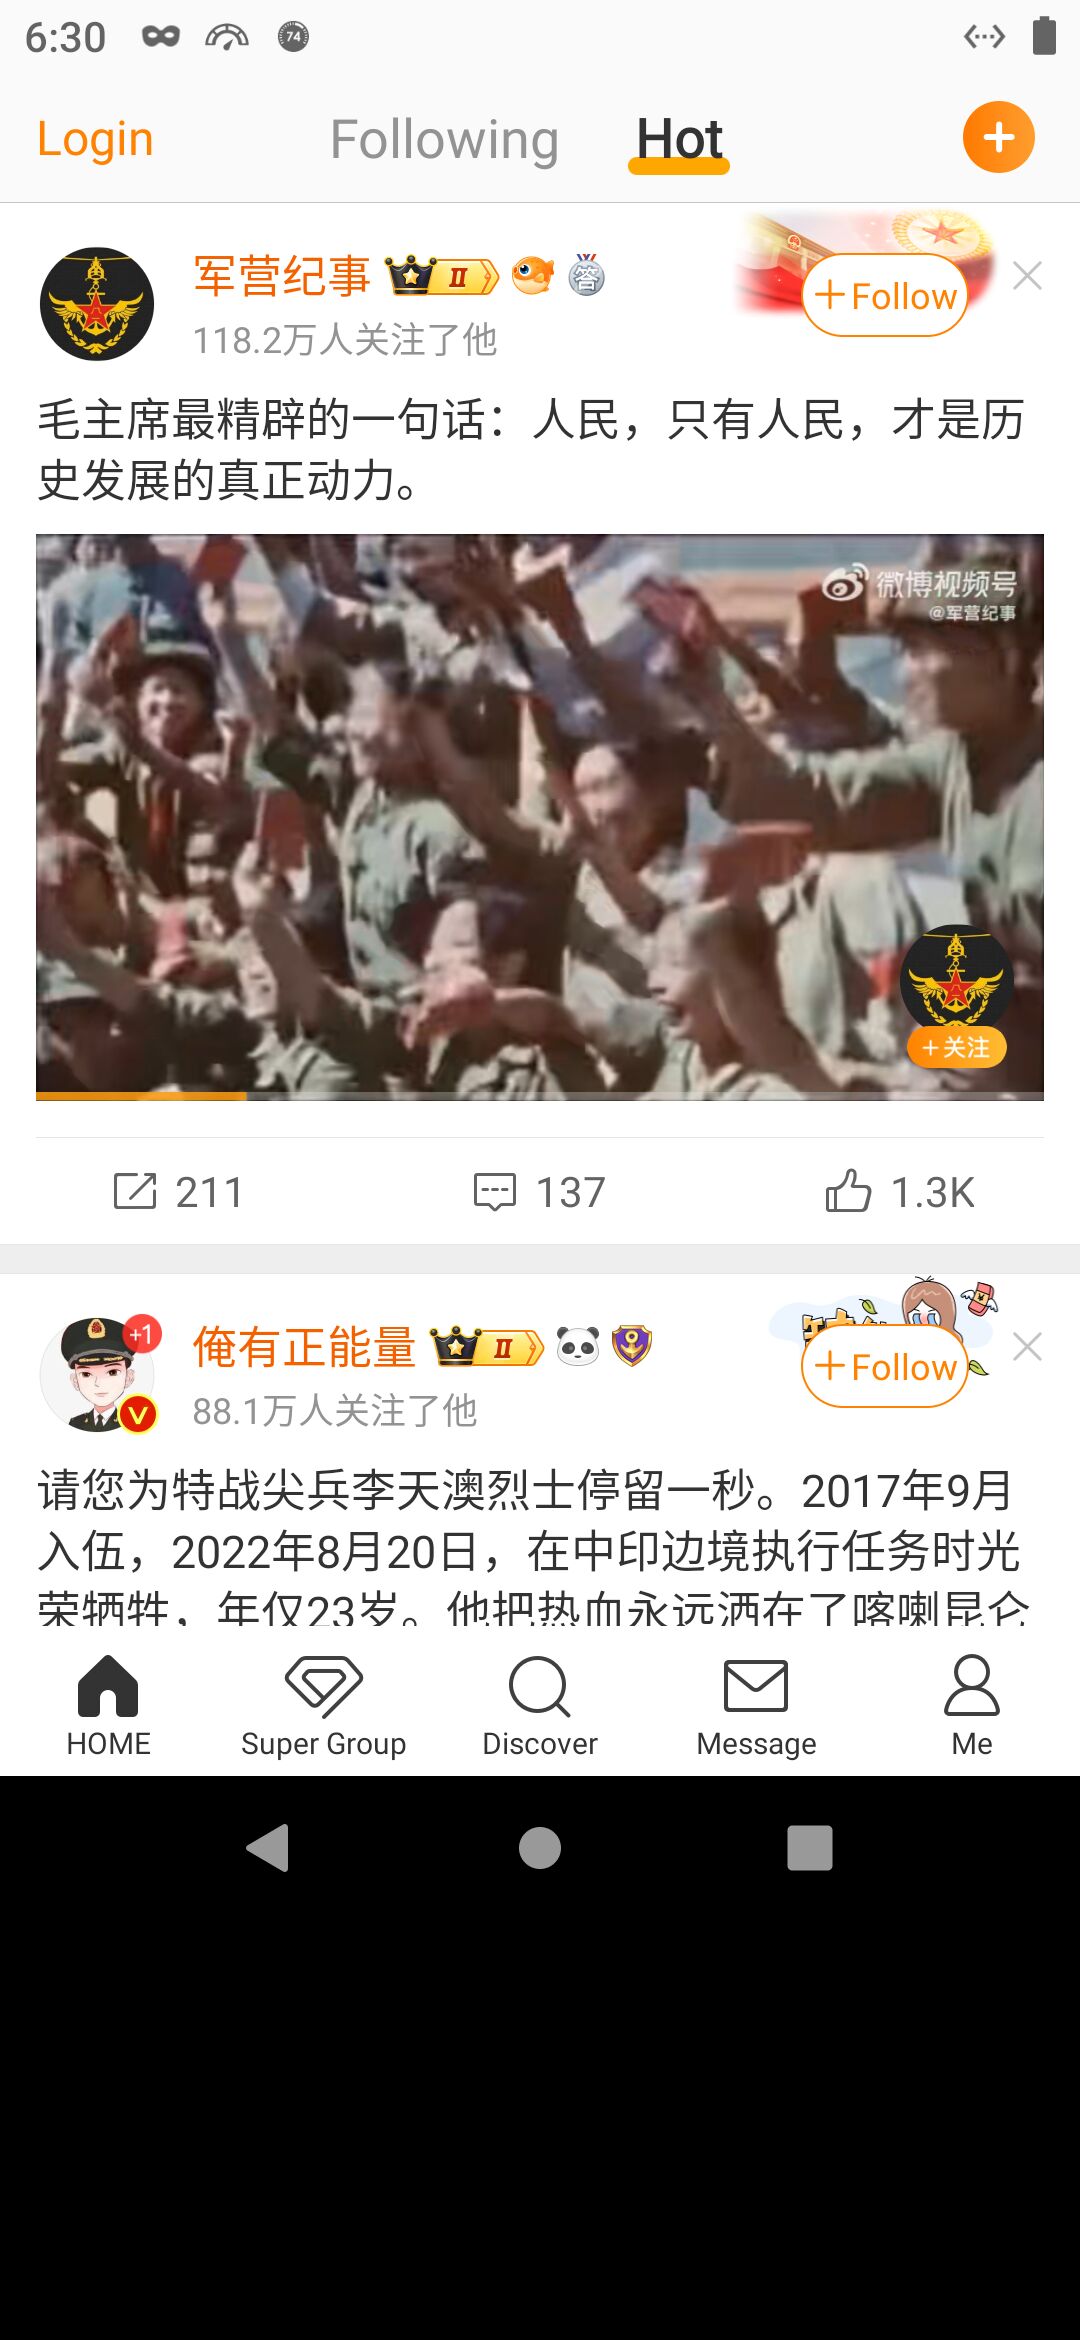 6:30
74
Login
Following
Hot
军营纪事
II
答
+Follow
118.2万人关注了他
毛主席最精辟的一句话：人民，只有人民，才是历
史发展的真正动力。
微博视频号
@军营纪事
+关注
211
137
1.3K
+1
俺有正能量
II
+Follow
V
88.1万人关注了他
请您为特战尖兵李天澳烈士停留一秒。2017年9月
入伍，2022年8月20日，在中印边境执行任务时光
荣牺牲，年仅23岁。他把热血永远洒在了喀喇昆仑
HOME
Super Group
Discover
Message
Me